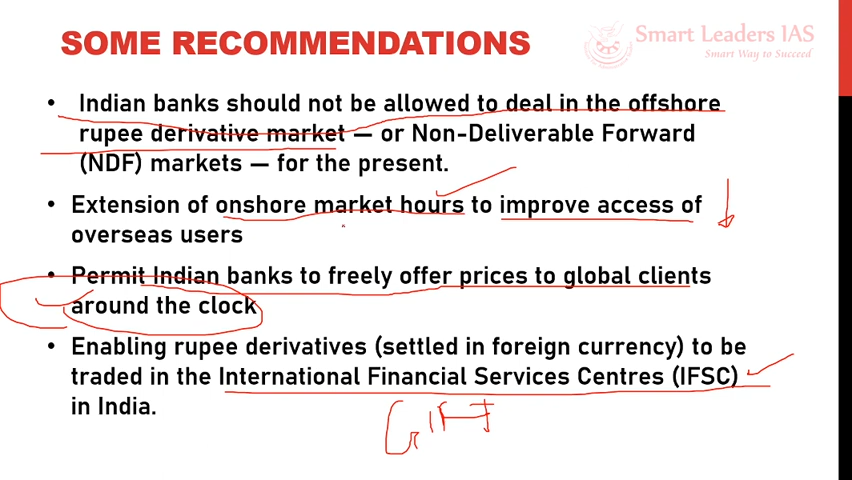 SOME RECOMMENDATIONS
Smart Leaders IAS
Smart Way to Succeed
• Indian banks should not be allowed to deal in the offshore
rupee derivative market — or Non-Deliverable Forward
(NDF) markets — for the present.
• Extension of onshore market hours to improve access of
overseas users
• Permit Indian banks to freely offer prices to global clients
around the clock
• Enabling rupee derivatives (settled in foreign currency) to be
traded in the International Financial Services Centres (IFSC)
in India.
GIFT